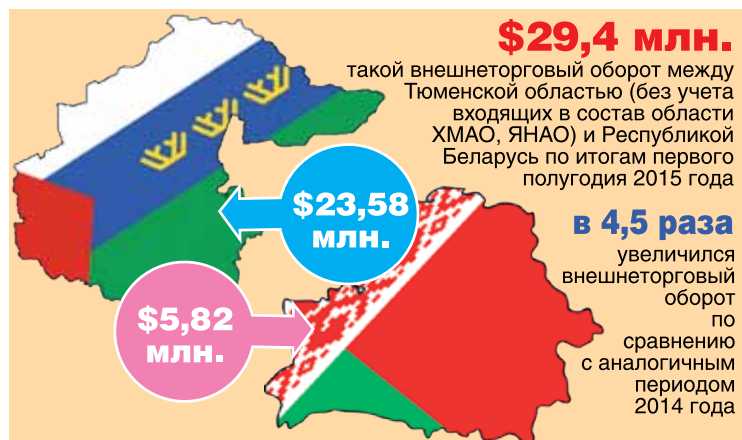 $29,4 млн.
такой внешнеторговый оборот между
Тюменской областью (без учета
входящих в состав области
ХМАО, ЯНАО) и Республикой
Беларусь по итогам первого
полугодия 2015 года
$23,58
млн.
в 4,5 раза
увеличился
внешнеторговый
оборот
по
сравнению
с аналогичным
периодом
2014 года
$5,82
млн.